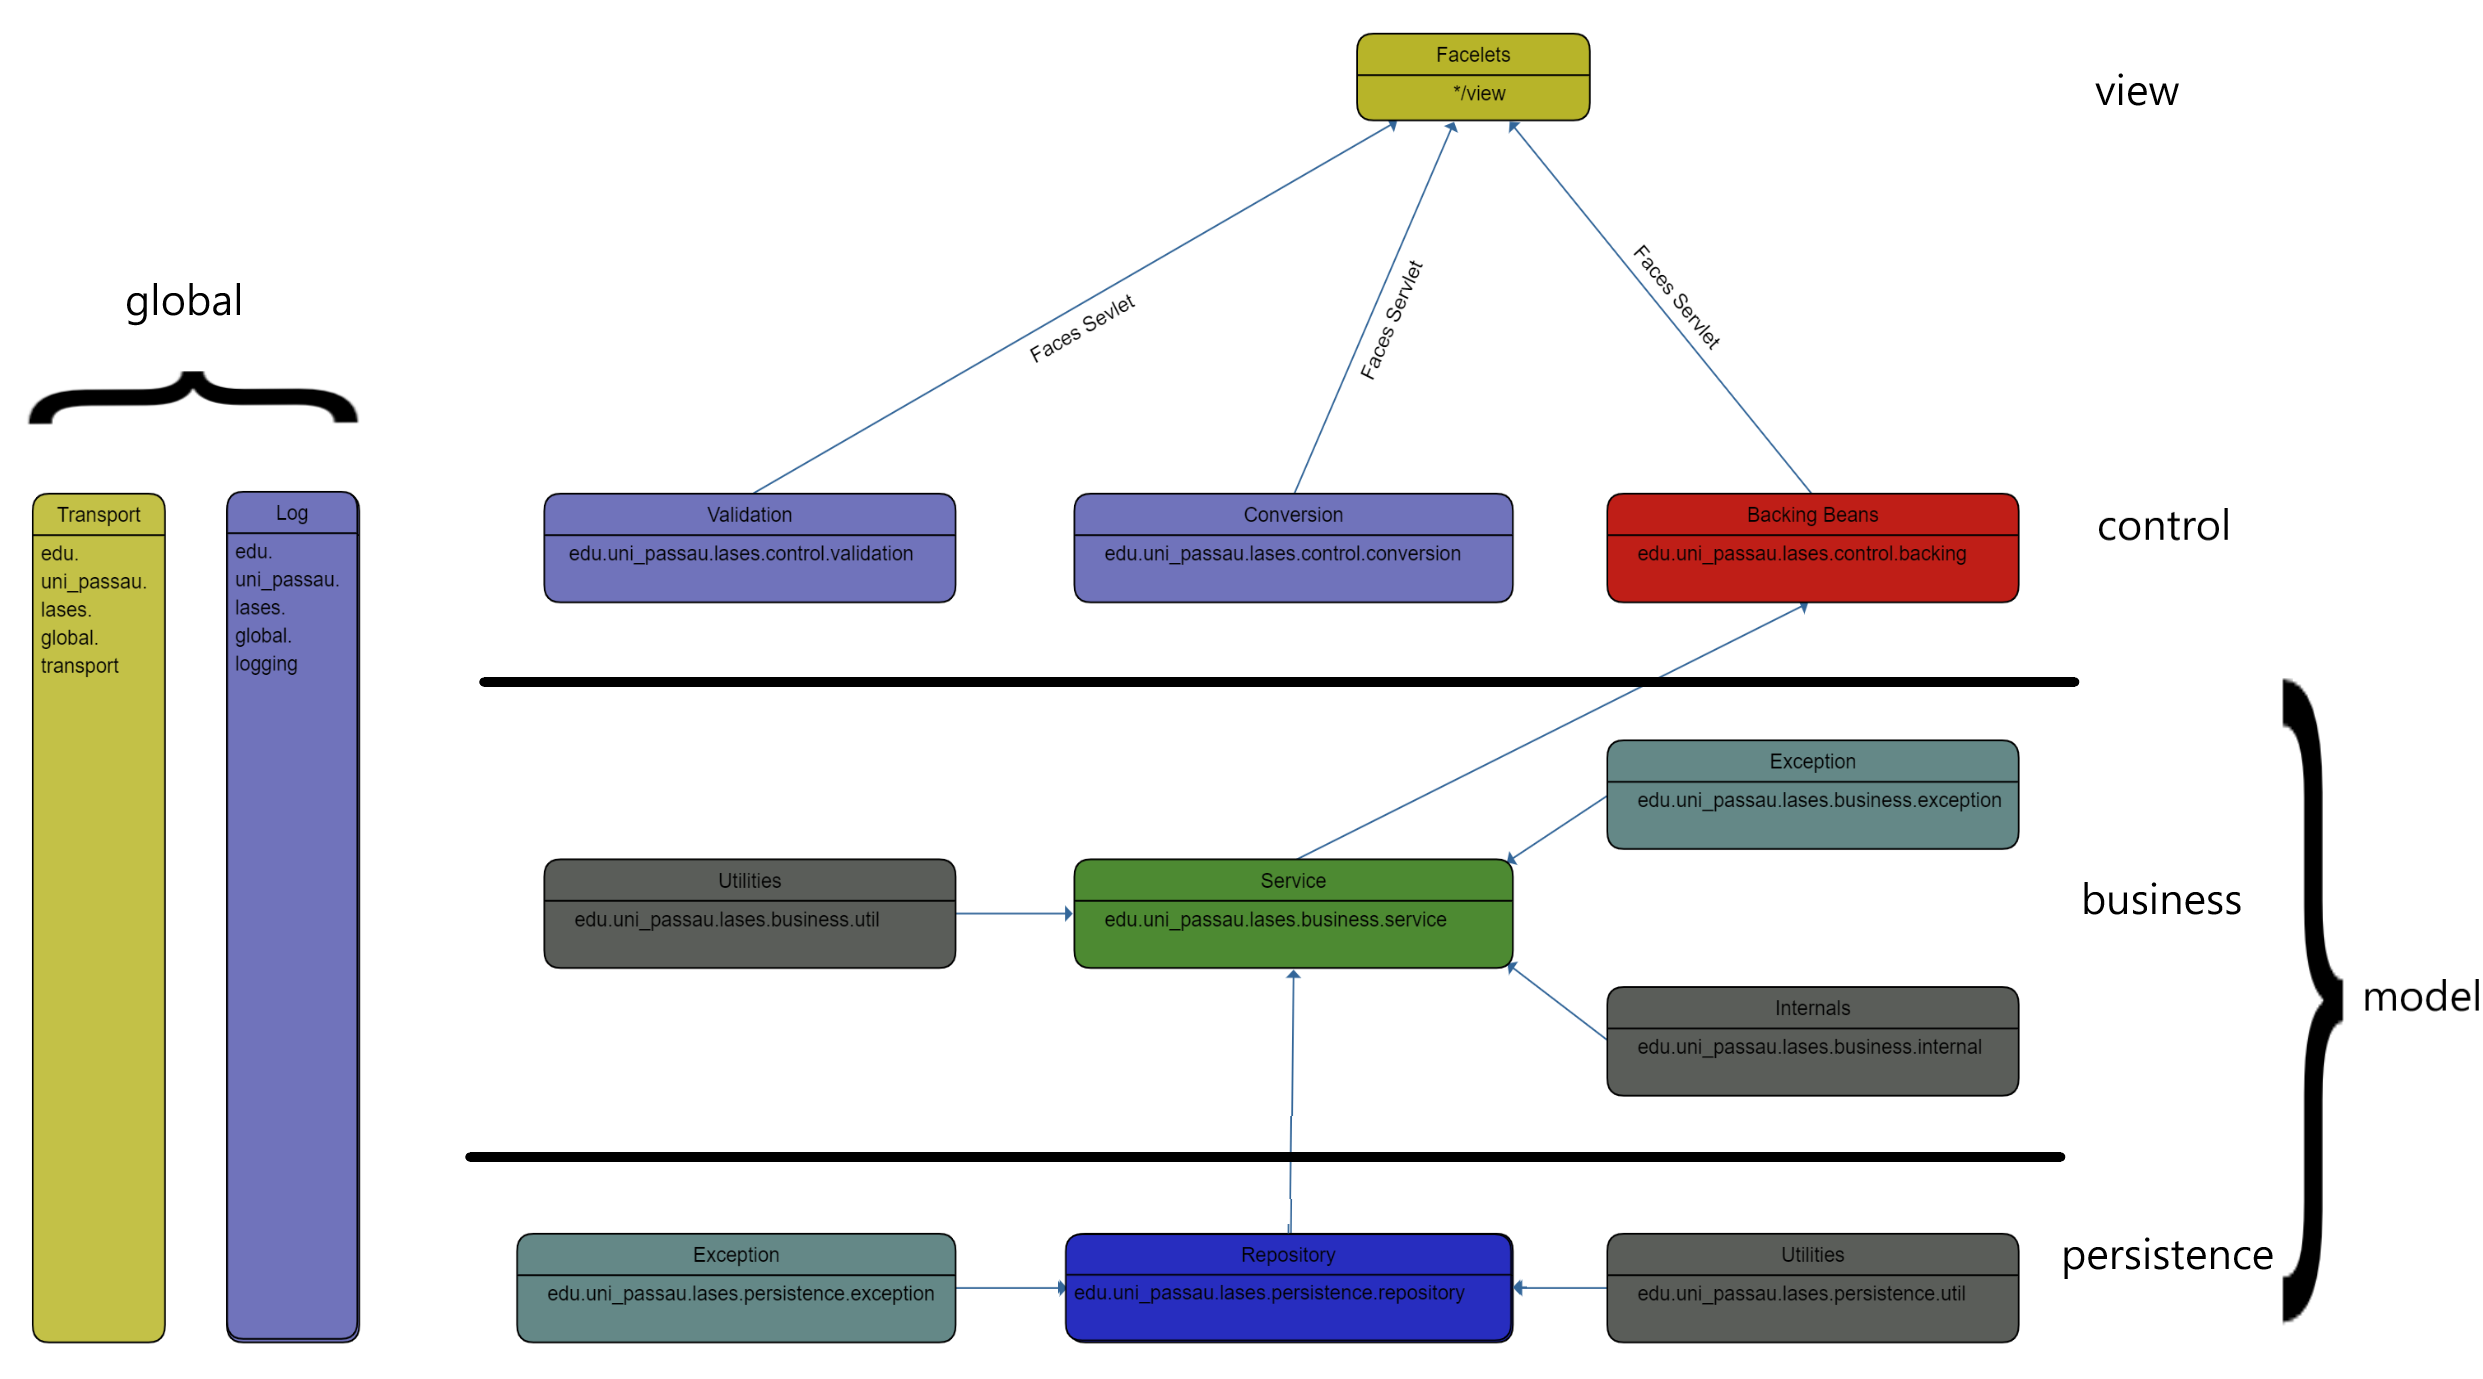 Facelets
*/view
view
Faces Sevlet
Faces Servlet
Faces Servlet
global
Transport
edu.
uni_passau.
lases.
global.
transport
Log
edu.
uni_passau.
lases.
global.
logging
Validation
edu.uni_passau.lases.control.validation
Conversion
edu.uni_passau.lases.control.conversion
Backing Beans
edu.uni_passau.lases.control.backing
control
Exception
edu.uni_passau.lases.business.exception
Utilities
edu.uni_passau.lases.business.util
Service
edu.uni_passau.lases.business.service
business
Internals
edu.uni_passau.lases.business.internal
model
Exception
edu.uni_passau.lases.persistence.exception
Repository
edu.uni_passau.lases.persistence.repository
Utilities
edu.uni_passau.lases.persistence.util
persistence